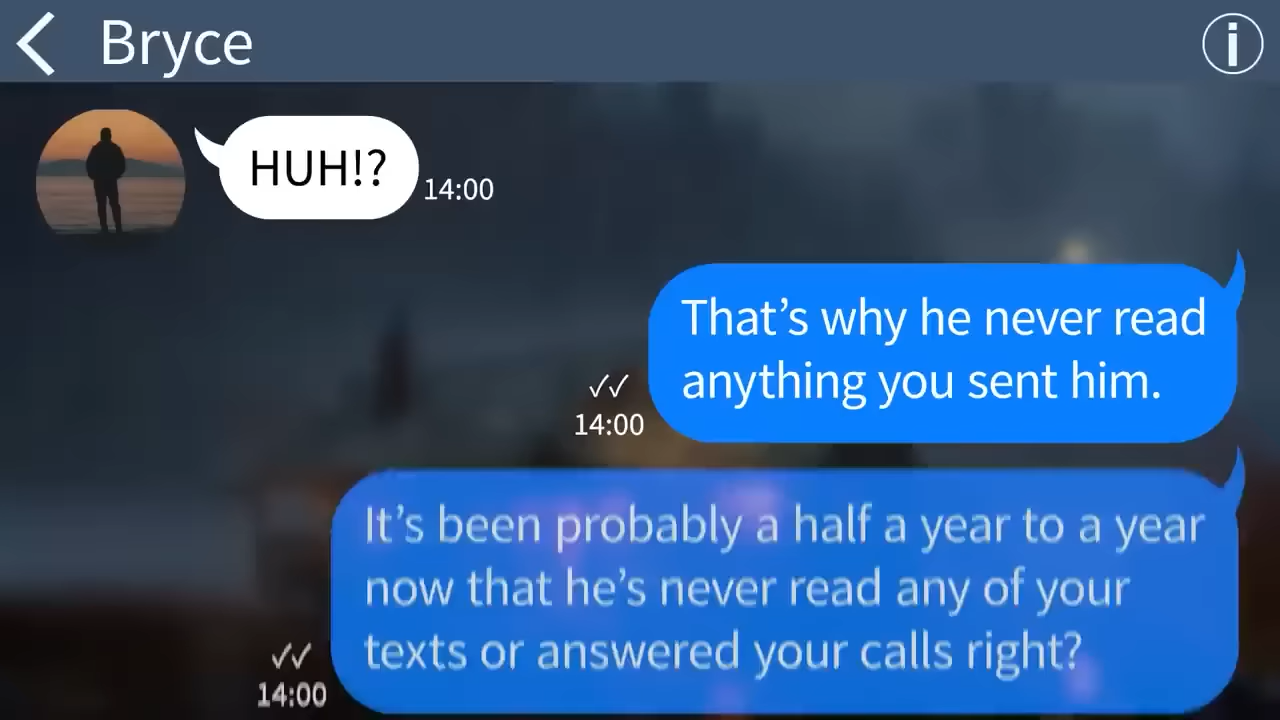 Bryce
HUH!?
14:00
That’s why he never read
anything you sent him.
14:00
It’s been probably a half a year to a year
now that he’s never read any of your
texts or answered your calls right?
14:00